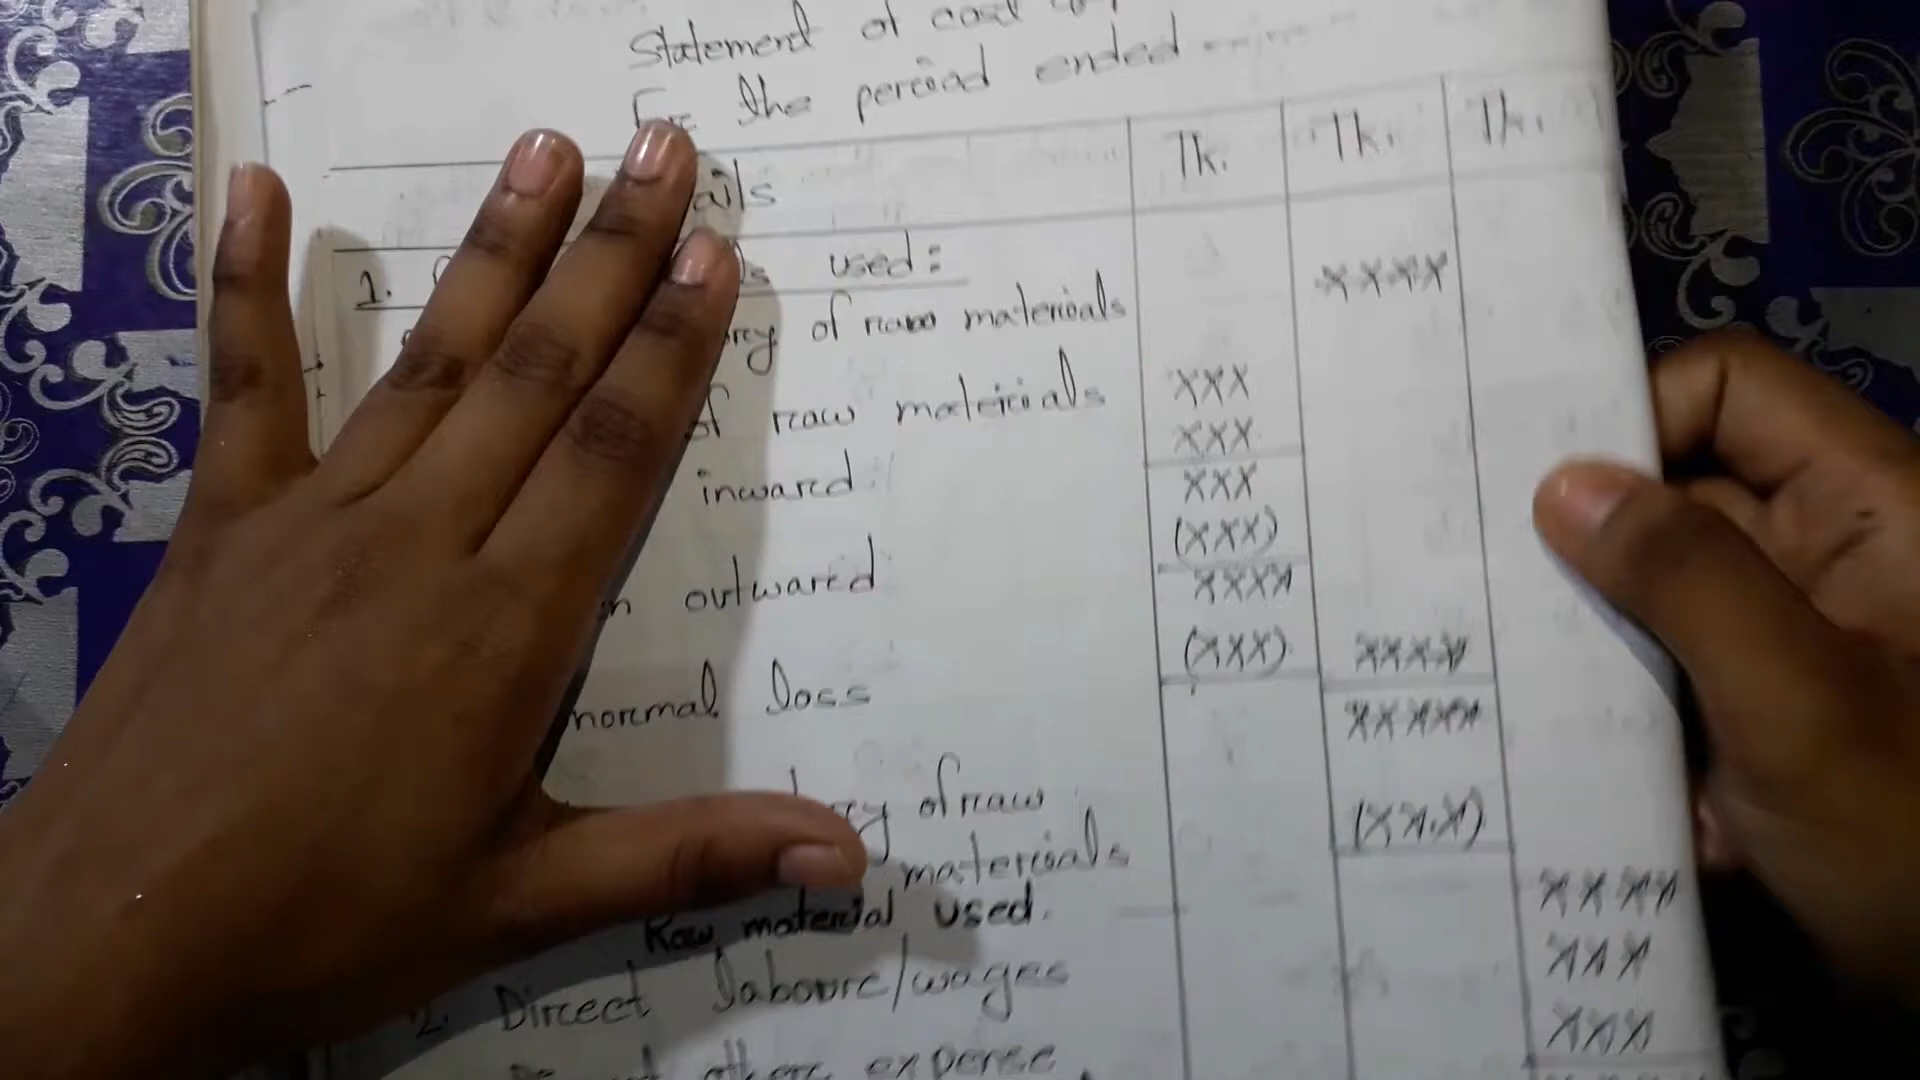 Statement of cost
For the period ended
Tk. Tk. Tk.
ails
1. used:
of raw materials
xxxx
of raw materials xxx
xxx
inward: xxx
(xxx)
outward xxxx
normal loss (xxx) xxxx
xxxxx
of raw (xxx)
materials
Raw material used. xxxx
2. Direct labour/wages xxx
other expense xxx